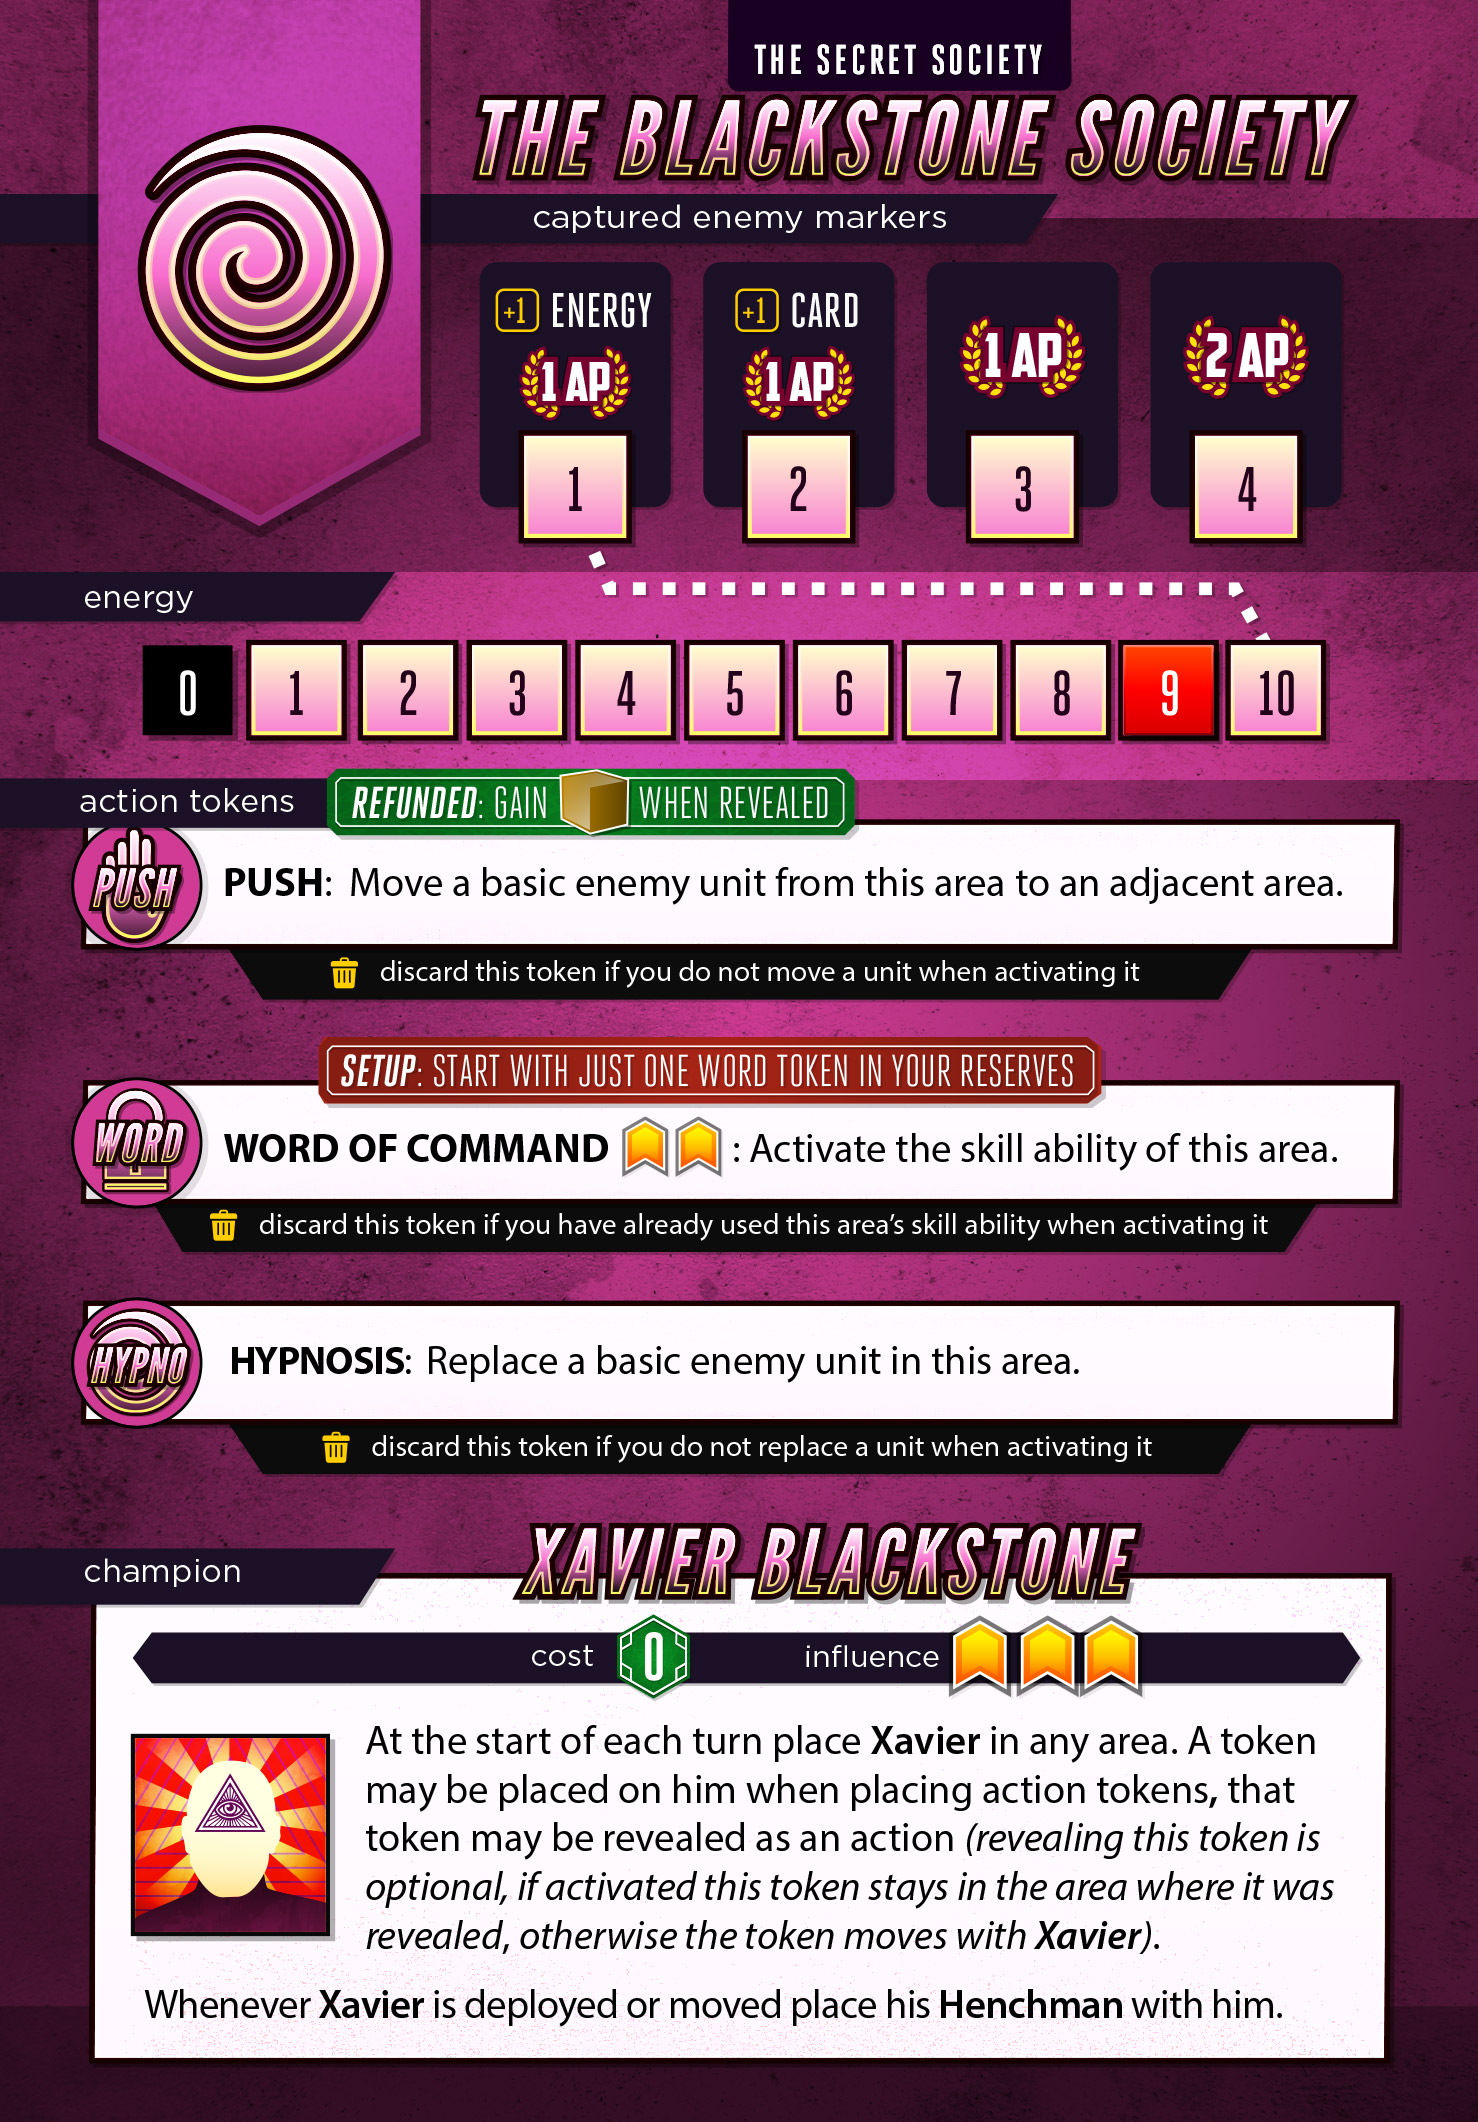 THE SECRET SOCIETY
THE BLACKSTONE SOCIETY
captured enemy markers
+1 ENERGY
1 AP
1
+1 CARD
1 AP
2
1 AP
3
2 AP
4
energy
0 1 2 3 4 5 6 7 8 9 10
action tokens
REFUNDED: GAIN WHEN REVEALED
PUSH
PUSH: Move a basic enemy unit from this area to an adjacent area.
discard this token if you do not move a unit when activating it
SETUP: START WITH JUST ONE WORD TOKEN IN YOUR RESERVES
WORD
WORD OF COMMAND : Activate the skill ability of this area.
discard this token if you have already used this area's skill ability when activating it
HYPNO
HYPNOSIS: Replace a basic enemy unit in this area.
discard this token if you do not replace a unit when activating it
champion
XAVIER BLACKSTONE
cost 0 influence
At the start of each turn place Xavier in any area. A token
may be placed on him when placing action tokens, that
token may be revealed as an action (revealing this token is
optional, if activated this token stays in the area where it was
revealed, otherwise the token moves with Xavier).
Whenever Xavier is deployed or moved place his Henchman with him.